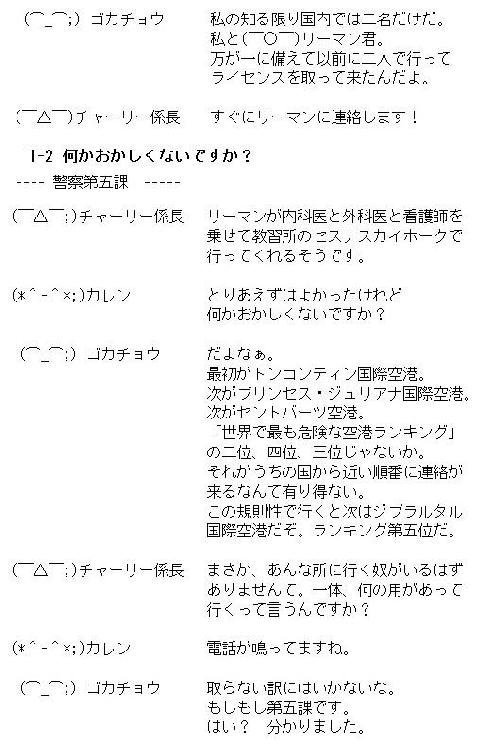 (⌒_⌒;) ゴカチョウ　私の知る限り国内では二名だけだ。
私と(￣○￣)リーマン君。
万が一に備えて以前に二人で行って
ライセンスを取って来たんだよ。
(￣△￣)チャーリー係長　すぐにリーマンに連絡します！
1-2 何かおかしくないですか？
---- 警察第五課 -----
(￣△￣;)チャーリー係長　リーマンが内科医と外科医と看護師を
乗せて教習所のセスナスカイホークで
行ってくれるそうです。
(*^-^×;)カレン　とりあえずはよかったけれど
何かおかしくないですか？
(⌒_⌒;) ゴカチョウ　だよなぁ。
最初がトンコンティン国際空港。
次がプリンセス・ジュリアナ国際空港。
次がセントバーツ空港。
「世界で最も危険な空港ランキング」
の二位、四位、三位じゃないか。
それがうちの国から近い順番に連絡が
来るなんて有り得ない。
この規則性で行くと次はジブラルタル
国際空港だぞ。ランキング第五位だ。
(￣△￣;)チャーリー係長　まさか、あんな所に行く奴がいるはず
ありませんて。一体、何の用があって
行くって言うんですか？
(*^-^×;)カレン　電話が鳴ってますね。
(⌒_⌒;) ゴカチョウ　取らない訳にはいかないな。
もしもし第五課です。
はい？　分かりました。